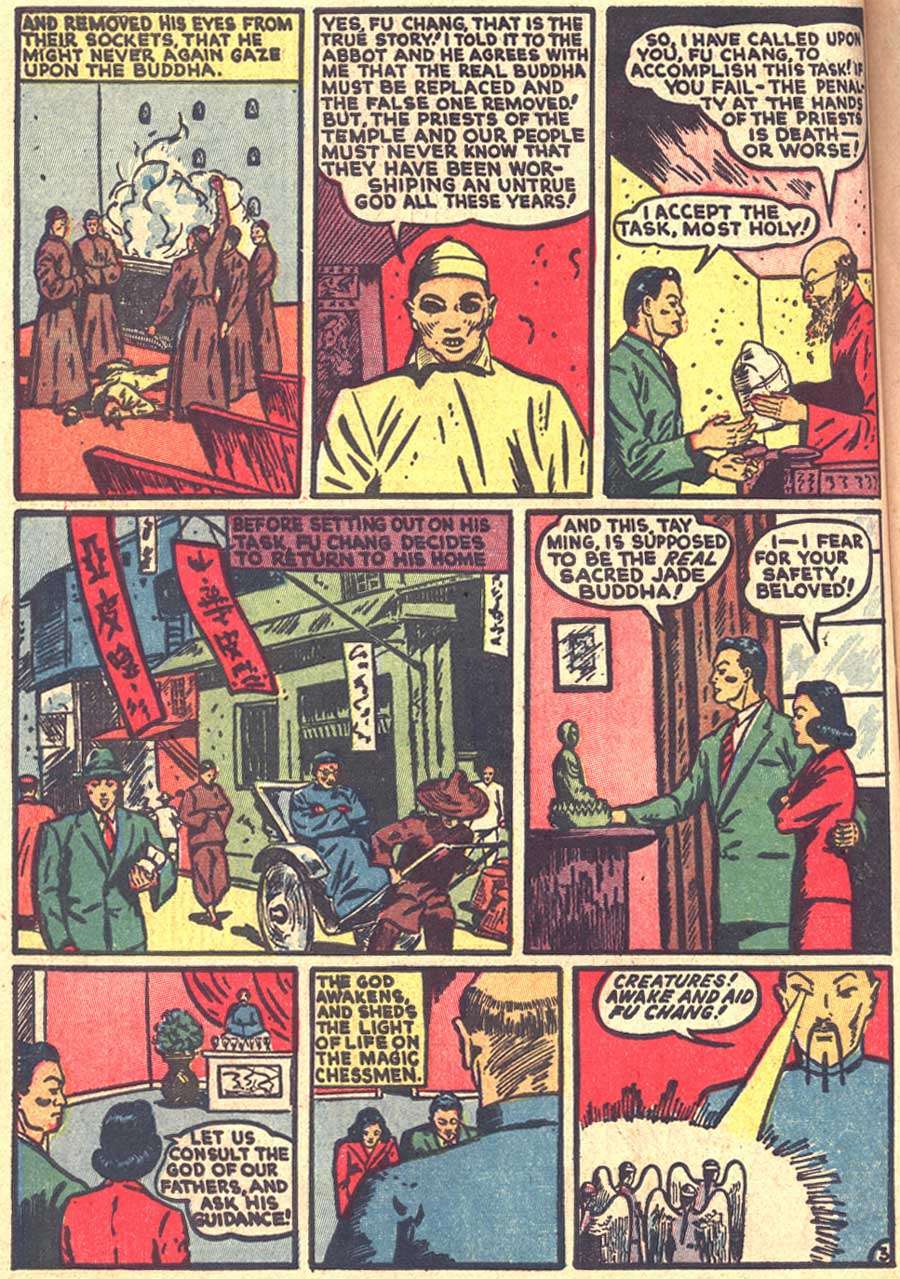 AND REMOVED HIS EYES FROM
THEIR SOCKETS, THAT HE
MIGHT NEVER AGAIN GAZE
UPON THE BUDDHA.
YES, FU CHANG, THAT IS THE
TRUE STORY! I TOLD IT TO THE
ABBOT AND HE AGREES WITH
ME THAT THE REAL BUDDHA
MUST BE REPLACED AND
THE FALSE ONE REMOVED!
BUT, THE PRIESTS OF THE
TEMPLE AND OUR PEOPLE
MUST NEVER KNOW THAT
THEY HAVE BEEN WOR-
SHIPING AN UNTRUE
GOD ALL THESE YEARS!
SO, I HAVE CALLED UPON
YOU, FU CHANG, TO
ACCOMPLISH THIS TASK! IF
YOU FAIL - THE PENAL-
TY AT THE HANDS
OF THE PRIESTS
IS DEATH—
OR WORSE!
I ACCEPT THE
TASK, MOST HOLY!
BEFORE SETTING OUT ON HIS
TASK, FU CHANG DECIDES
TO RETURN TO HIS HOME
AND THIS, TAY
MING, IS SUPPOSED
TO BE THE REAL
SACRED JADE
BUDDHA!
I—I FEAR
FOR YOUR
SAFETY,
BELOVED!
LET US
CONSULT THE
GOD OF OUR
FATHERS, AND
ASK HIS
GUIDANCE!
THE GOD
AWAKENS,
AND SHEDS
THE LIGHT
OF LIFE ON
THE MAGIC
CHESSMEN.
CREATURES!
AWAKE AND AID
FU CHANG!
3